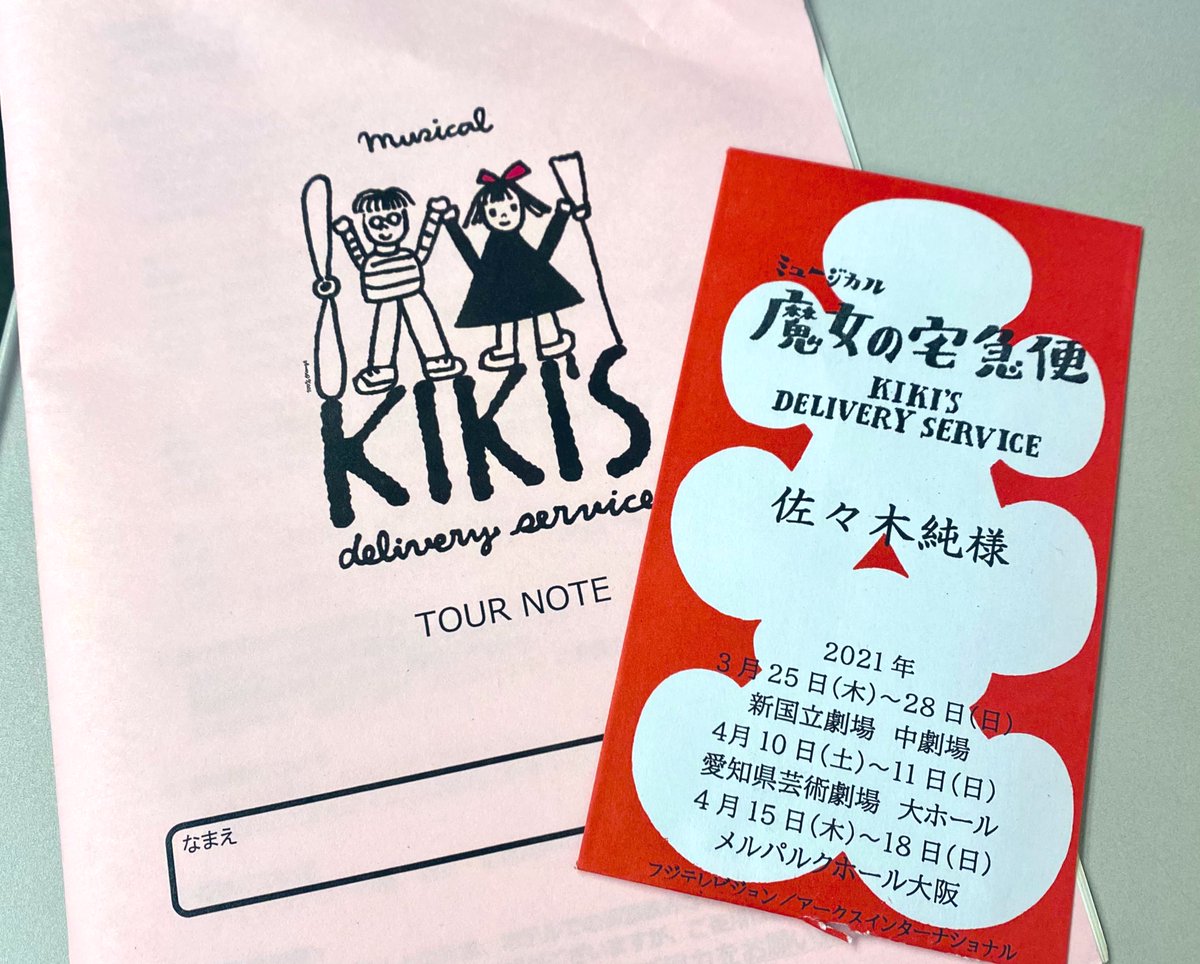 musical
KIKI'S
delivery service
TOUR NOTE
なまえ
ミュージカル
魔女の宅急便
KIKI'S
DELIVERY SERVICE
佐々木純様
2021年
3月25日(木)〜28日(日)
新国立劇場 中劇場
4月10日(土)〜11日(日)
愛知県芸術劇場 大ホール
4月15日(木)〜18日(日)
メルパルクホール大阪
フジテレビジョン/アークスインターナショナル